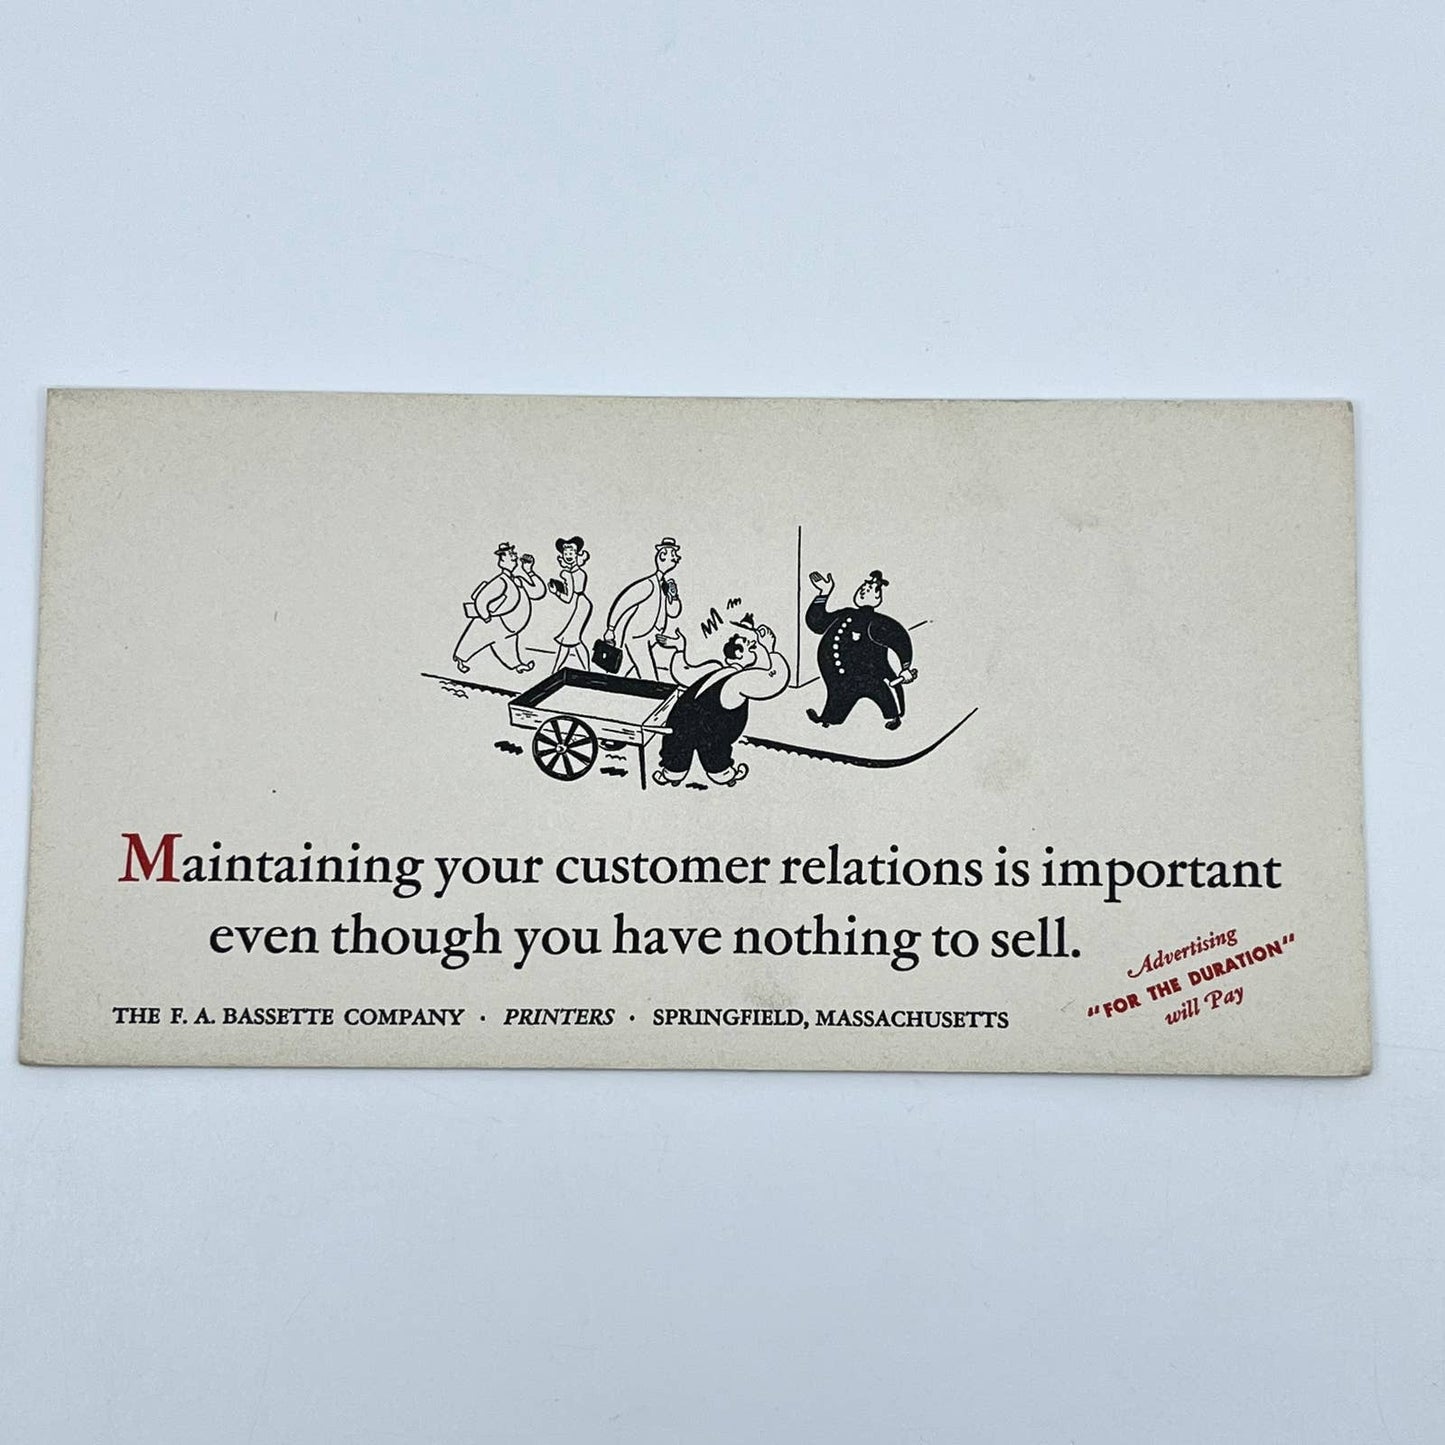 Maintaining your customer relations is important
even though you have nothing to sell.
Advertising
"FOR THE DURATION"
will Pay
THE F. A. BASSETTE COMPANY · PRINTERS · SPRINGFIELD, MASSACHUSETTS